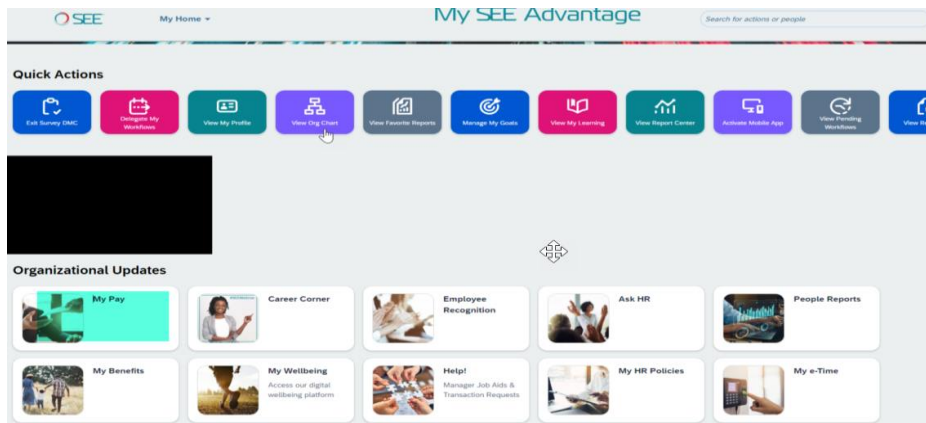 SEE
My Home
My SEE Advantage
Search for actions or people
Quick Actions
Exit Survey OMC
Delegate My
Workflows
View My Profile
View Org Chart
View Favorite Reports
Manage My Goals
View My Learning
View Report Center
Activate Mobile App
View Pending
Workflows
View
Organizational Updates
My Pay
Career Corner
Employee
Recognition
Ask HR
People Reports
My Benefits
My Wellbeing
Access our digital
wellbeing platform
Help!
Manager Job Aids &
Transaction Requests
My HR Policies
My e-Time